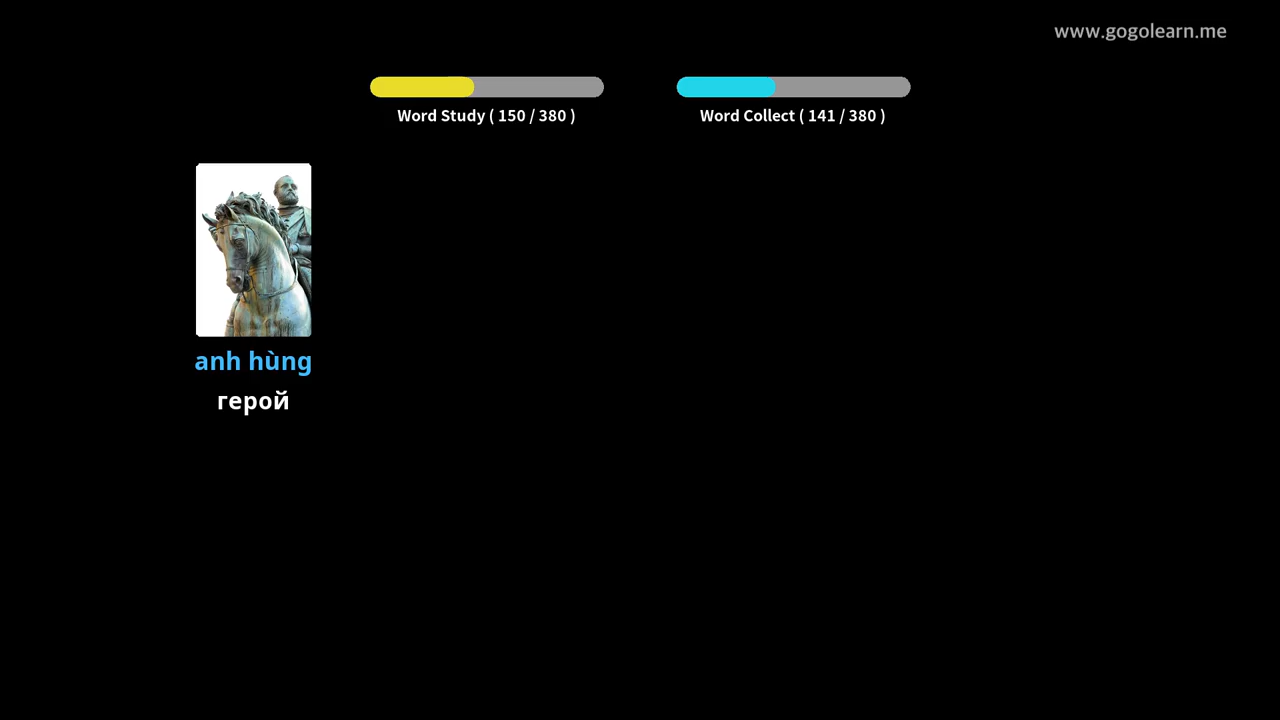 www.gogolearn.me
Word Study ( 150 / 380 )
Word Collect ( 141 / 380 )
anh hùng
герой